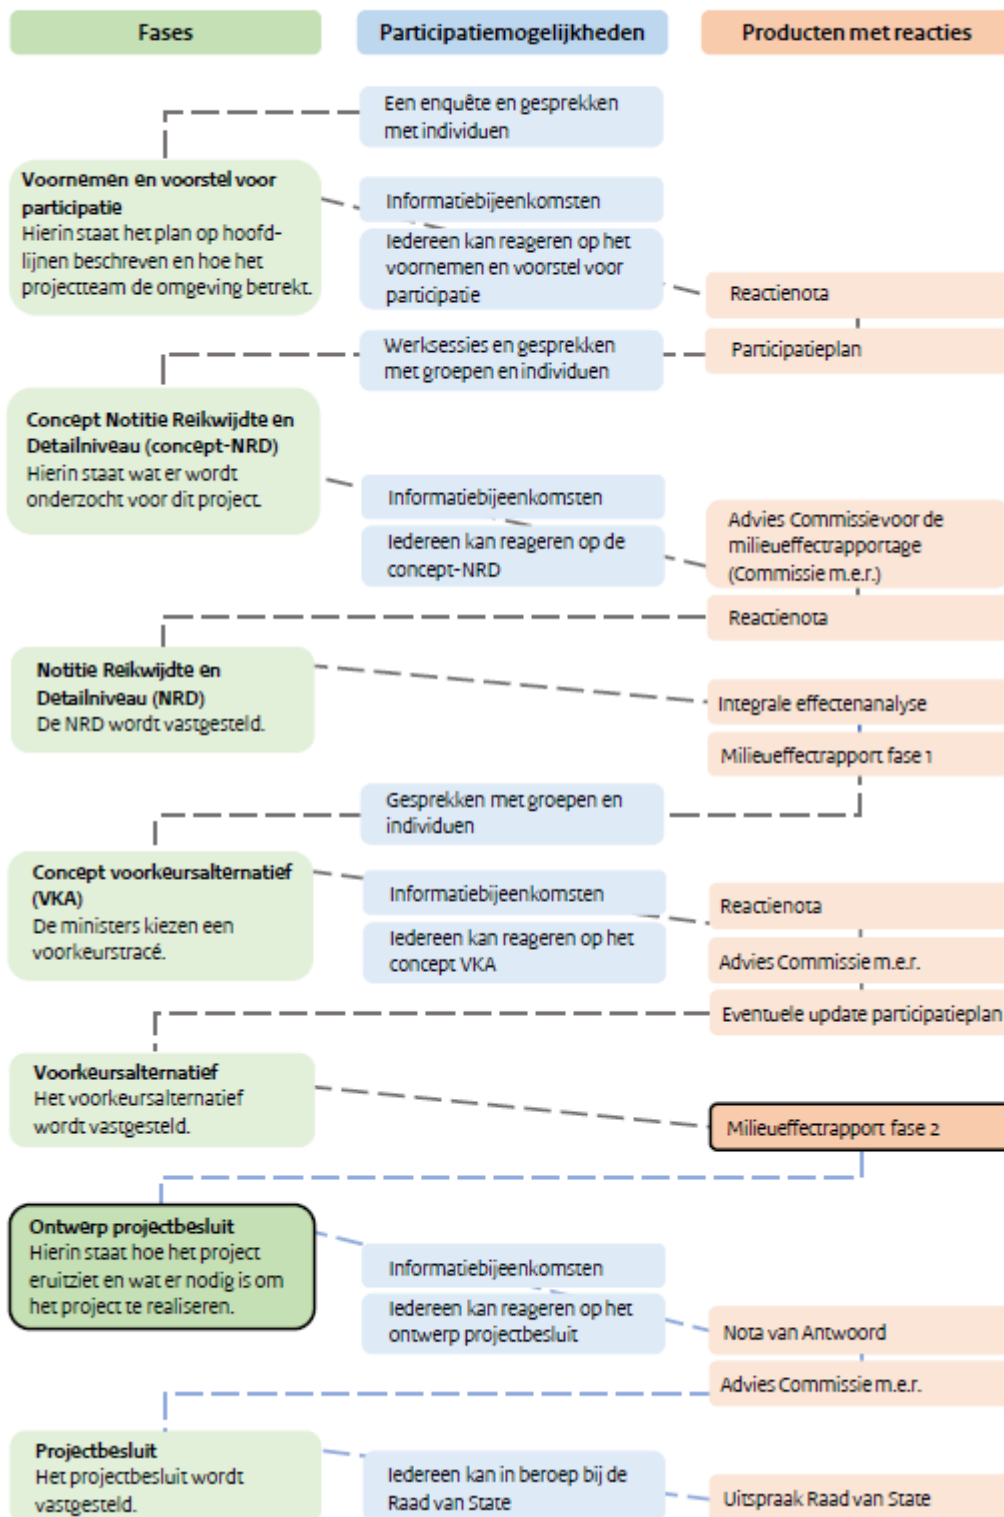 Fases
Participatiemogelijkheden
Producten met reacties
Een enquête en gesprekken
met individuen
Voornemen en voorstel voor
participatie
Hierin staat het plan op hoofd-
lijnen beschreven en hoe het
projectteam de omgeving betrekt.
Informatiebijeenkomsten
Iedereen kan reageren op het
voornemen en voorstel voor
participatie
Reactienota
Participatieplan
Werksessies en gesprekken
met groepen en individuen
Concept Notitie Reikwijdte en
Detailniveau (concept-NRD)
Hierin staat wat er wordt
onderzocht voor dit project.
Informatiebijeenkomsten
Iedereen kan reageren op de
concept-NRD
Advies Commissie voor de
milieueffectrapportage
(Commissie m.e.r.)
Reactienota
Notitie Reikwijdte en
Detailniveau (NRD)
De NRD wordt vastgesteld.
Integrale effectenanalyse
Milieueffectrapport fase 1
Gesprekken met groepen en
individuen
Concept voorkeursalternatief
(VKA)
De ministers kiezen een
voorkeurstracé.
Informatiebijeenkomsten
Iedereen kan reageren op het
concept VKA
Reactienota
Advies Commissie m.e.r.
Eventuele update participatieplan
Voorkeursalternatief
Het voorkeursalternatief
wordt vastgesteld.
Milieueffectrapport fase 2
Ontwerp projectbesluit
Hierin staat hoe het project
eruitziet en wat er nodig is om
het project te realiseren.
Informatiebijeenkomsten
Iedereen kan reageren op het
ontwerp projectbesluit
Nota van Antwoord
Advies Commissie m.e.r.
Projectbesluit
Het projectbesluit wordt
vastgesteld.
Iedereen kan in beroep bij de
Raad van State
Uitspraak Raad van State